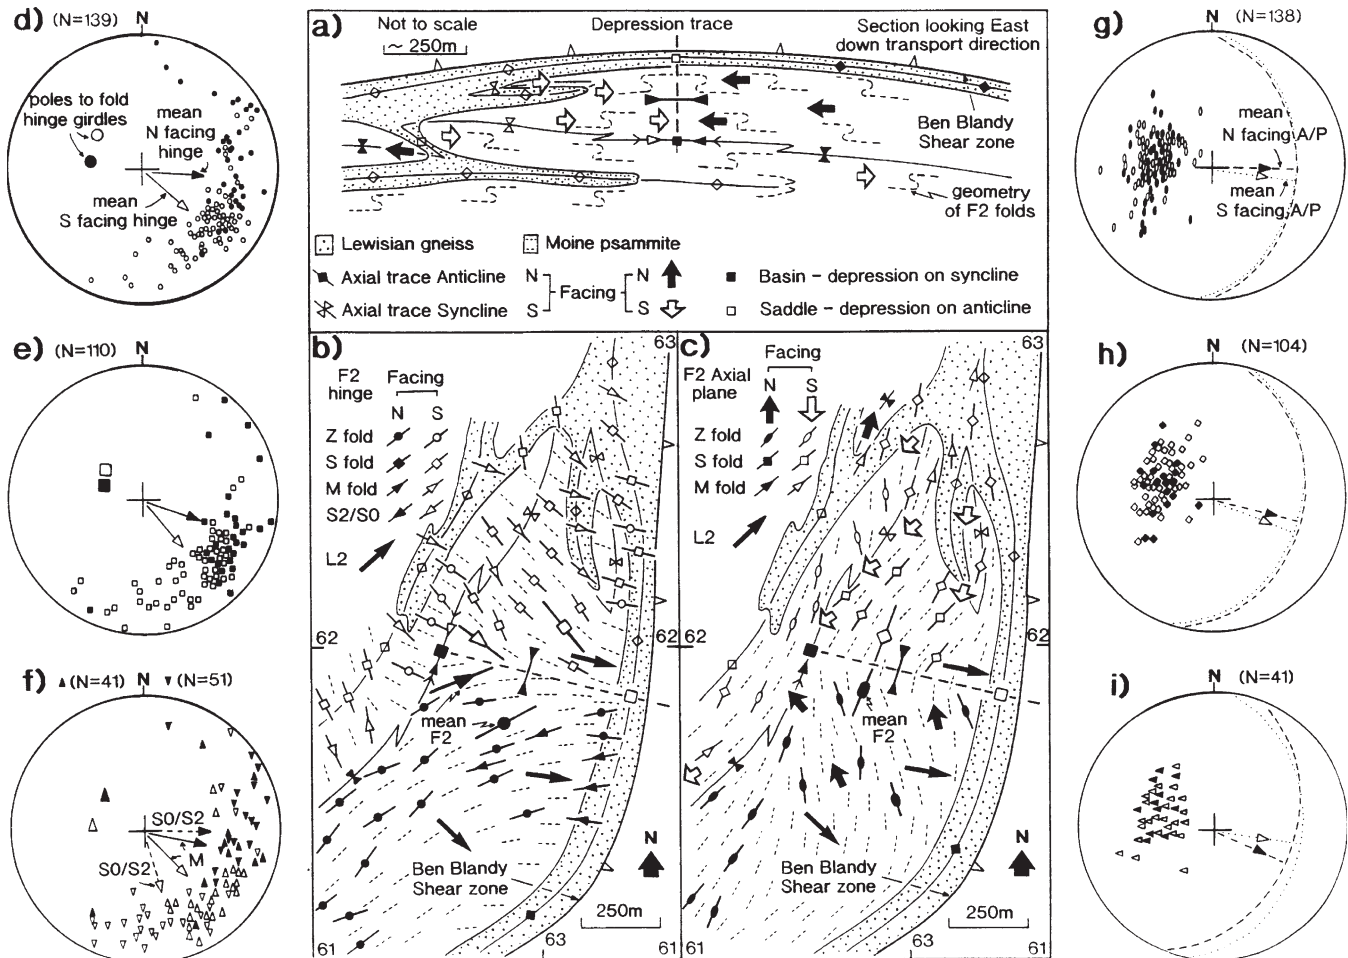 d) (N=139)
N
poles to fold
hinge girdles
mean
N facing
hinge
mean
S facing hinge
e) (N=110)
N
f) (N=41) N (N=51)
S0/S2
M
S0/S2
a)
Not to scale
~ 250m
Depression trace
Section looking East
down transport direction
Ben Blandy
Shear zone
geometry
of F2 folds
Lewisian gneiss
Moine psammite
Axial trace Anticline
Axial trace Syncline
N
S
Facing
N
S
Basin – depression on syncline
Saddle – depression on anticline
b)
F2
hinge
Facing
N S
Z fold
S fold
M fold
S2/S0
L2
63
62
62
mean
F2
Ben Blandy
Shear zone
N
250m
61
63
61
c)
Facing
F2 Axial
plane
N S
Z fold
S fold
M fold
L2
63
62
mean
F2
Ben Blandy
Shear zone
N
250m
63
61
g) N (N=138)
mean
N facing A/P
mean
S facing A/P
h) N (N=104)
i) N (N=41)